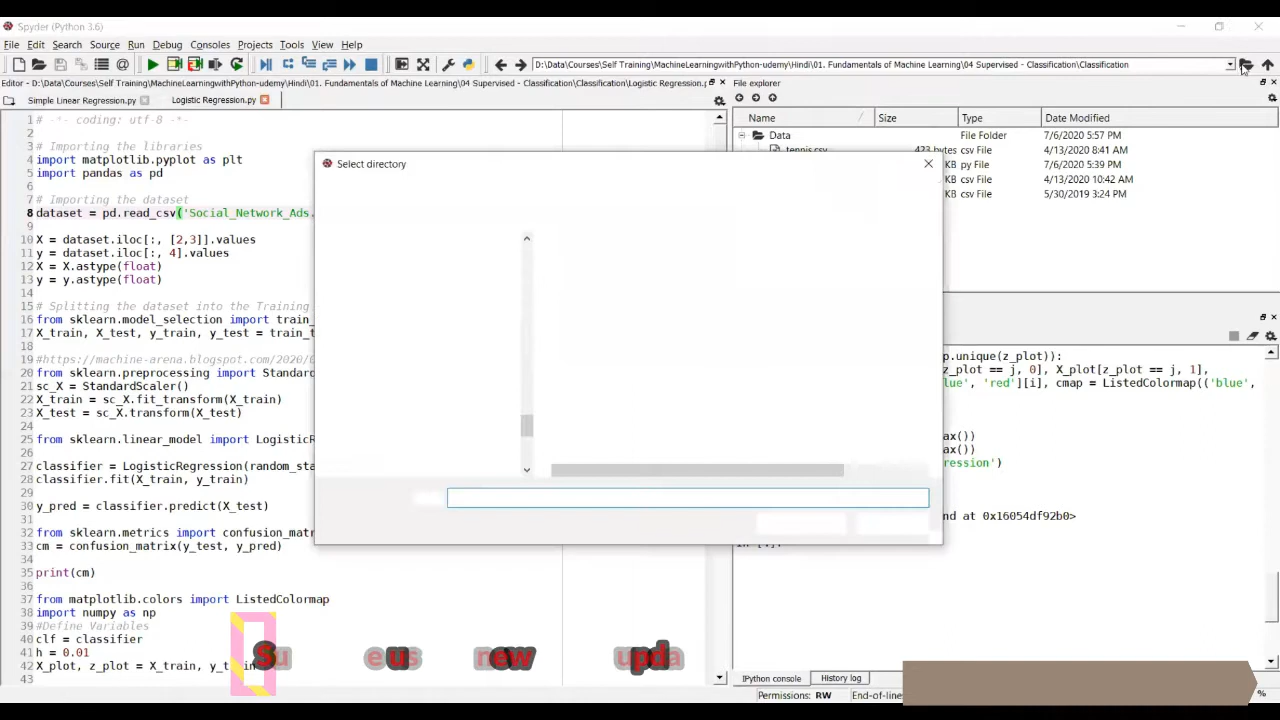 Spyder (Python 3.6)
File Edit Search Source Run Debug Consoles Projects Tools View Help
D:\Data\Courses\Self Training\MachineLearningwithPython-udemy\Hindi\01. Fundamentals of Machine Learning\04 Supervised - Classification\Classification
Editor - D:\Data\Courses\Self Training\MachineLearningwithPython-udemy\Hindi\01. Fundamentals of Machine Learning\04 Supervised - Classification\Classification\Logistic Regression.
File explorer
Simple Linear Regression.py Logistic Regression.py
Name Size Type Date Modified
Data File Folder 7/6/2020 5:57 PM
tennis.csv 423 bytes csv File 4/13/2020 8:41 AM
KB py File 7/6/2020 5:39 PM
KB csv File 4/13/2020 10:42 AM
KB csv File 5/30/2019 3:24 PM
Select directory
1 # -*- coding: utf-8 -*-
2
3 # Importing the libraries
4 import matplotlib.pyplot as plt
5 import pandas as pd
6
7 # Importing the dataset
8 dataset = pd.read_csv('Social_Network_Ads.
9
10 X = dataset.iloc[:, [2,3]].values
11 y = dataset.iloc[:, 4].values
12 X = X.astype(float)
13 y = y.astype(float)
14
15 # Splitting the dataset into the Training
16 from sklearn.model_selection import train_
17 X_train, X_test, y_train, y_test = train_t
18
19 #https://machine-arena.blogspot.com/2020/
20 from sklearn.preprocessing import Standard
21 sc_X = StandardScaler()
22 X_train = sc_X.fit_transform(X_train)
23 X_test = sc_X.transform(X_test)
24
25 from sklearn.linear_model import LogisticR
26
27 classifier = LogisticRegression(random_sta
28 classifier.fit(X_train, y_train)
29
30 y_pred = classifier.predict(X_test)
31
32 from sklearn.metrics import confusion_matr
33 cm = confusion_matrix(y_test, y_pred)
34
35 print(cm)
36
37 from matplotlib.colors import ListedColormap
38 import numpy as np
39 #Define Variables
40 clf = classifier
41 h = 0.01
42 X_plot, z_plot = X_train, y_train
43
p.unique(z_plot)):
z_plot == j, 0], X_plot[z_plot == j, 1],
lue', 'red'][i], cmap = ListedColormap(('blue',
ax())
ax())
ression')
nd at 0x16054df92b0>
Su e us new upda
IPython console History log
Permissions: RW End-of-line
%